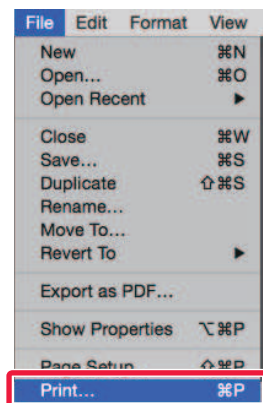 File Edit Format View
New ⌘N
Open... ⌘O
Open Recent ▶
Close ⌘W
Save... ⌘S
Duplicate ⇧⌘S
Rename...
Move To...
Revert To ▶
Export as PDF...
Show Properties ⌥⌘P
Page Setup ⇧⌘P
Print... ⌘P